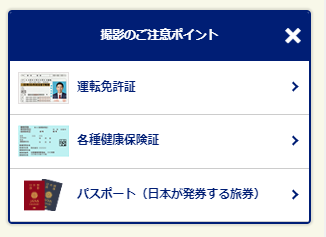 撮影のご注意ポイント
運転免許証
各種健康保険証
パスポート（日本が発券する旅券）